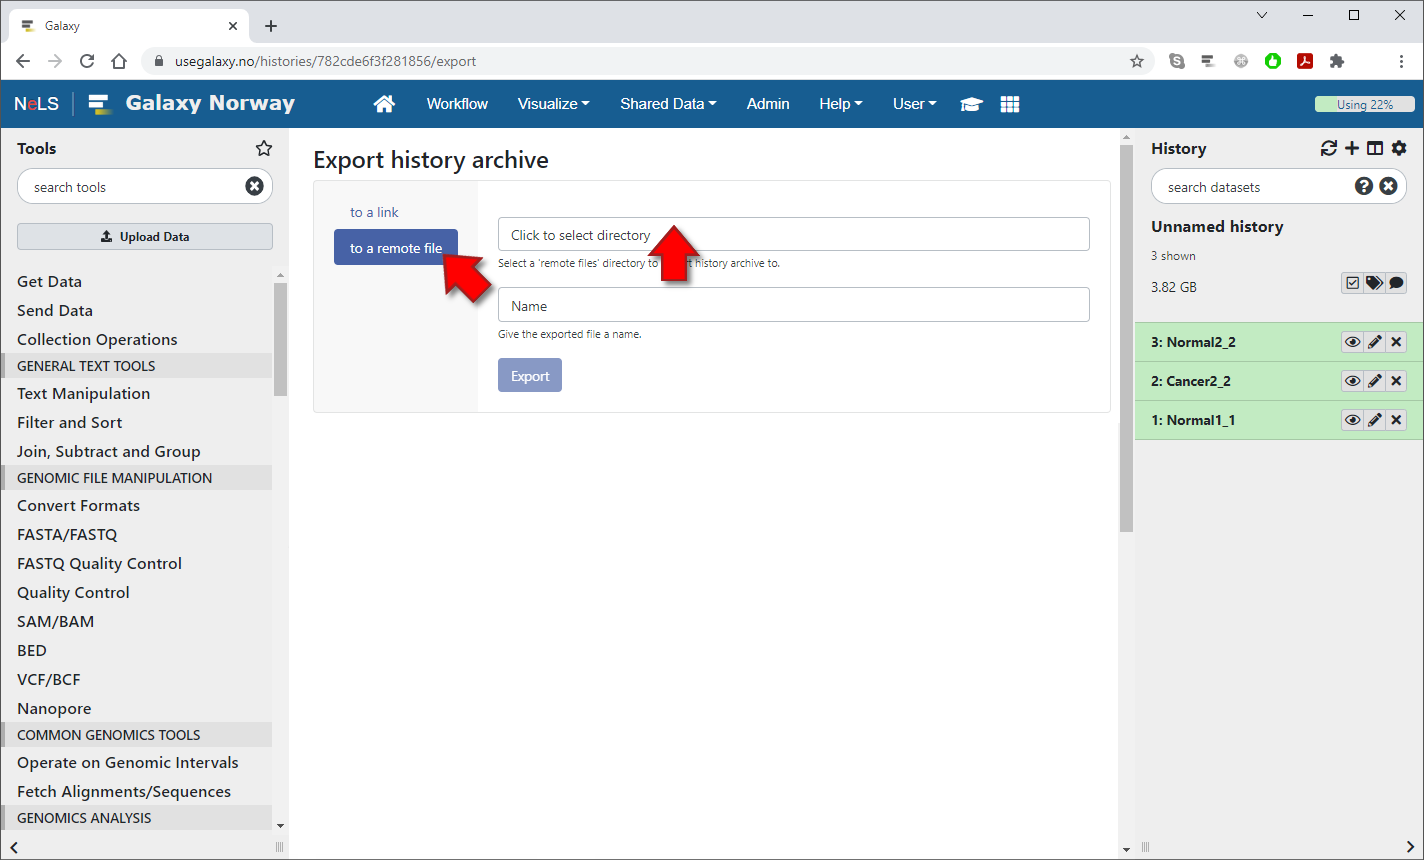 Galaxy
usegalaxy.no/histories/782cde6f3f281856/export
NeLS Galaxy Norway Workflow Visualize Shared Data Admin Help User Using 22%
Tools
search tools
Upload Data
Get Data
Send Data
Collection Operations
GENERAL TEXT TOOLS
Text Manipulation
Filter and Sort
Join, Subtract and Group
GENOMIC FILE MANIPULATION
Convert Formats
FASTA/FASTQ
FASTQ Quality Control
Quality Control
SAM/BAM
BED
VCF/BCF
Nanopore
COMMON GENOMICS TOOLS
Operate on Genomic Intervals
Fetch Alignments/Sequences
GENOMICS ANALYSIS
Export history archive
to a link
to a remote file
Click to select directory
Select a 'remote files' directory to history archive to.
Name
Give the exported file a name.
Export
History
search datasets
Unnamed history
3 shown
3.82 GB
3: Normal2_2
2: Cancer2_2
1: Normal1_1